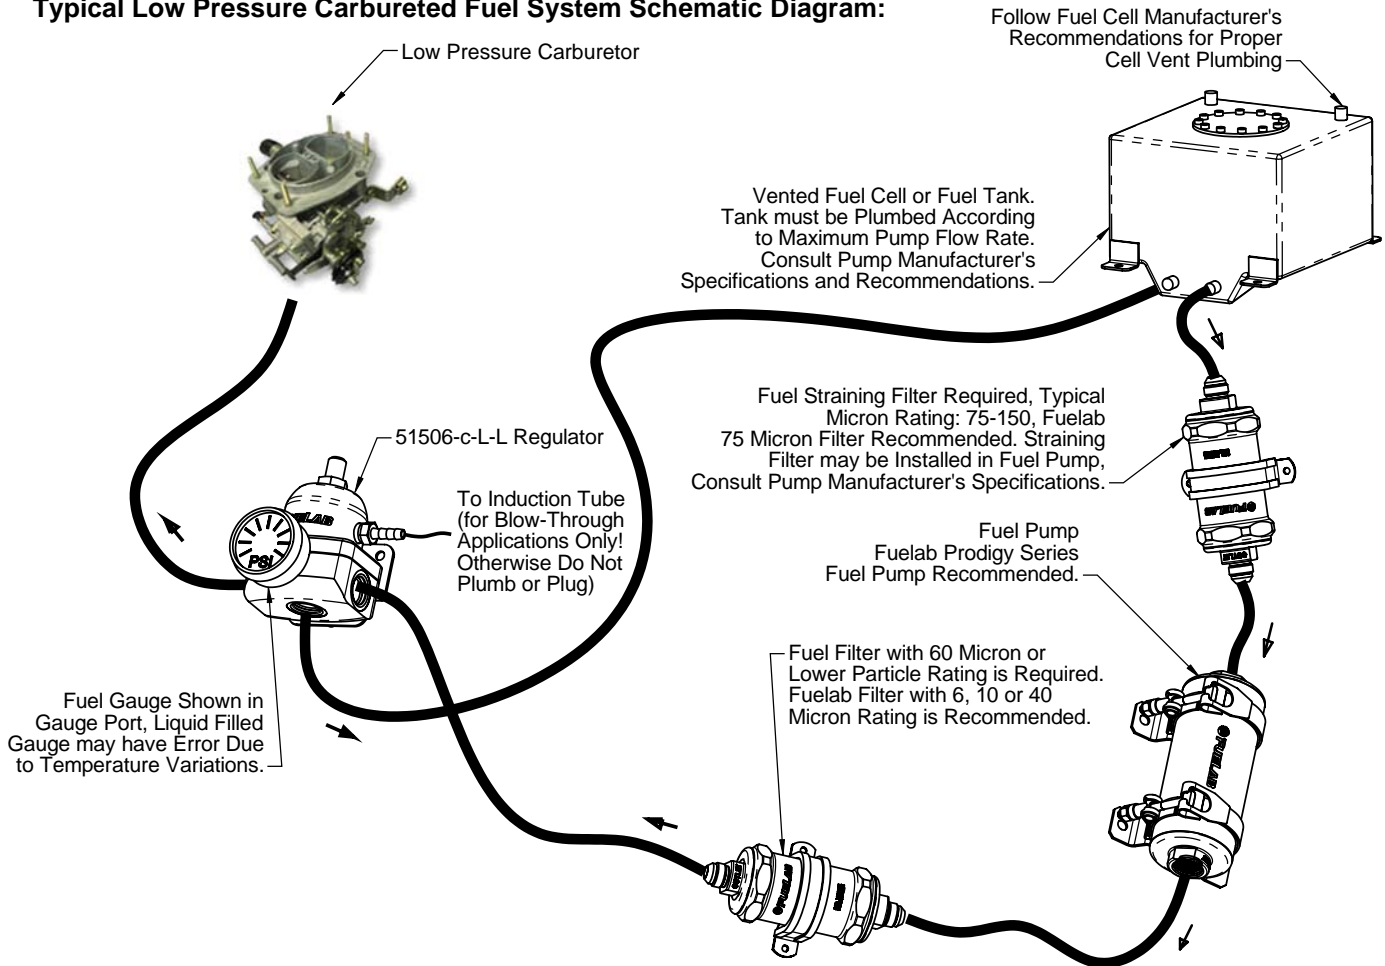 Typical Low Pressure Carbureted Fuel System Schematic Diagram:
Low Pressure Carburetor
Follow Fuel Cell Manufacturer's
Recommendations for Proper
Cell Vent Plumbing
Vented Fuel Cell or Fuel Tank.
Tank must be Plumbed According
to Maximum Pump Flow Rate.
Consult Pump Manufacturer's
Specifications and Recommendations.
Fuel Straining Filter Required, Typical
Micron Rating: 75-150, Fuelab
75 Micron Filter Recommended. Straining
Filter may be Installed in Fuel Pump,
Consult Pump Manufacturer's Specifications.
51506-c-L-L Regulator
To Induction Tube
(for Blow-Through
Applications Only!
Otherwise Do Not
Plumb or Plug)
PSI
Fuel Pump
Fuelab Prodigy Series
Fuel Pump Recommended.
Fuel Filter with 60 Micron or
Lower Particle Rating is Required.
Fuelab Filter with 6, 10 or 40
Micron Rating is Recommended.
Fuel Gauge Shown in
Gauge Port, Liquid Filled
Gauge may have Error Due
to Temperature Variations.
FUELAB
FUELAB
FUELAB